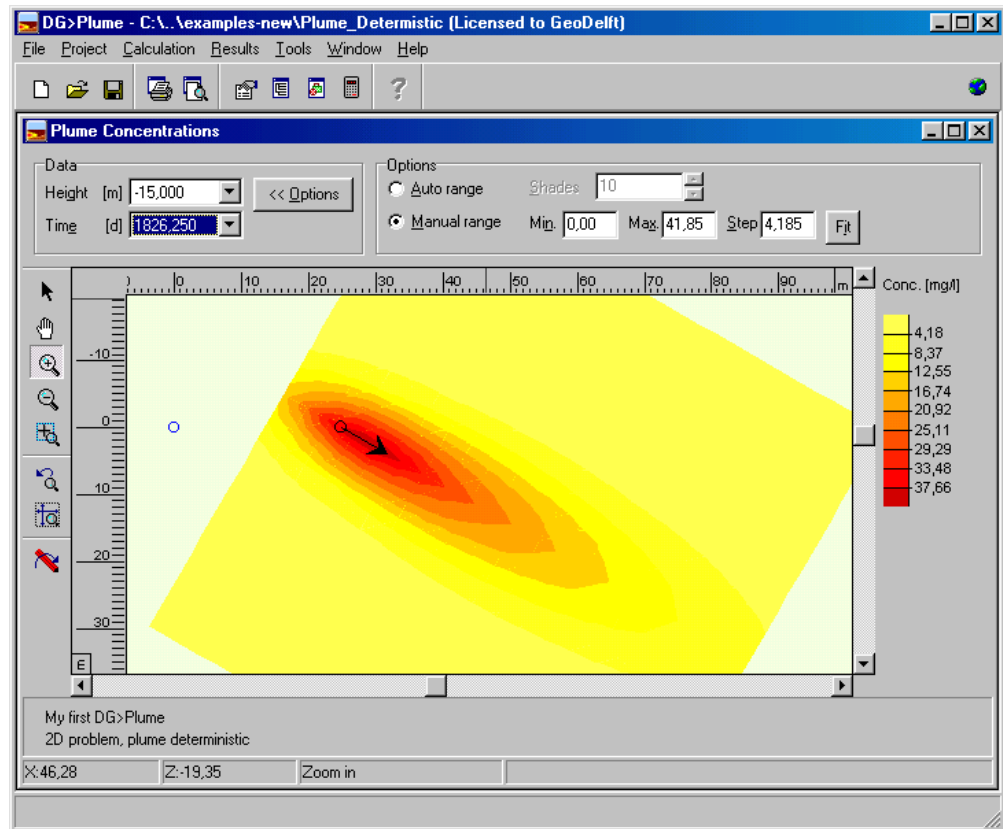 DG>Plume - C:\..\examples-new\Plume_Determistic (Licensed to GeoDelft)
File Project Calculation Results Tools Window Help
Plume Concentrations
Data
Height [m] -15,000 << Options
Time [d] 1826,250
Options
Auto range Shades 10
Manual range Min. 0,00 Max. 41,85 Step 4,185 Fit
0 10 20 30 40 50 60 70 80 90 m
Conc. [mg/l]
4,18
8,37
12,55
16,74
20,92
25,11
29,29
33,48
37,66
-10
0
10
20
30
E
My first DG>Plume
2D problem, plume deterministic
X:46,28 Z:-19,35 Zoom in